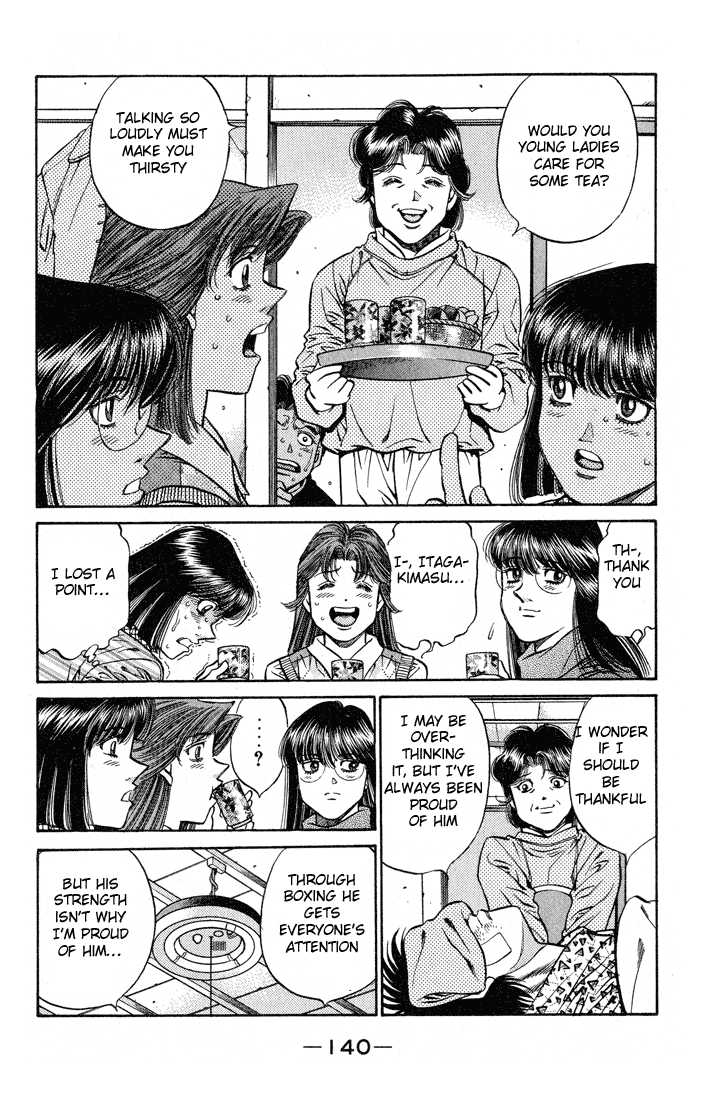 WOULD YOU
YOUNG LADIES
CARE FOR
SOME TEA?
TALKING SO
LOUDLY MUST
MAKE YOU
THIRSTY
TH-,
THANK
YOU
I-, ITAGA-
KIMASU...
I LOST A
POINT...
....?
I WONDER
IF I
SHOULD
BE
THANKFUL
I MAY BE
OVER-
THINKING
IT, BUT I'VE
ALWAYS BEEN
PROUD
OF HIM
THROUGH
BOXING HE
GETS
EVERYONE'S
ATTENTION
BUT HIS
STRENGTH
ISN'T WHY
I'M PROUD
OF HIM...
—140—